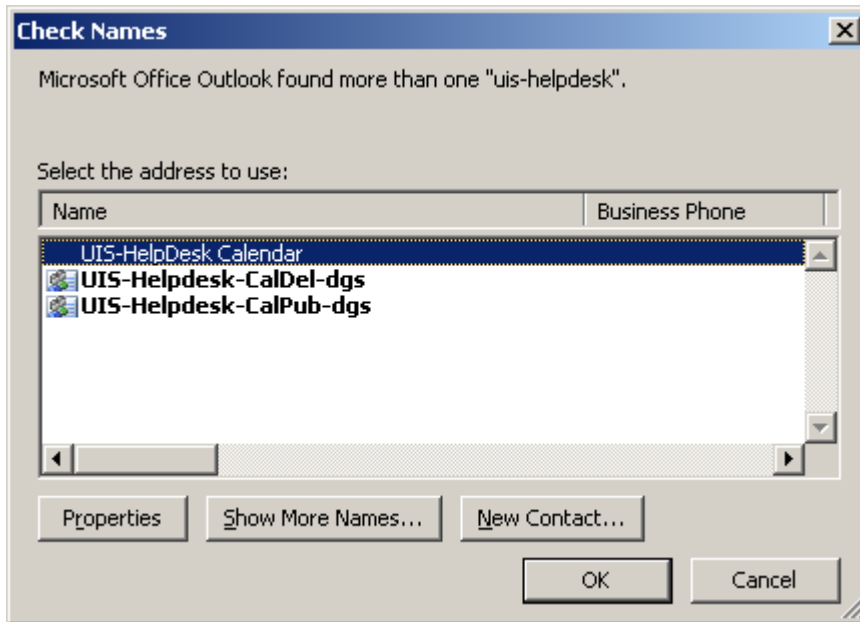 Check Names
Microsoft Office Outlook found more than one "uis-helpdesk".
Select the address to use:
Name Business Phone
UIS-HelpDesk Calendar
UIS-Helpdesk-CalDel-dgs
UIS-Helpdesk-CalPub-dgs
Properties Show More Names... New Contact...
OK Cancel